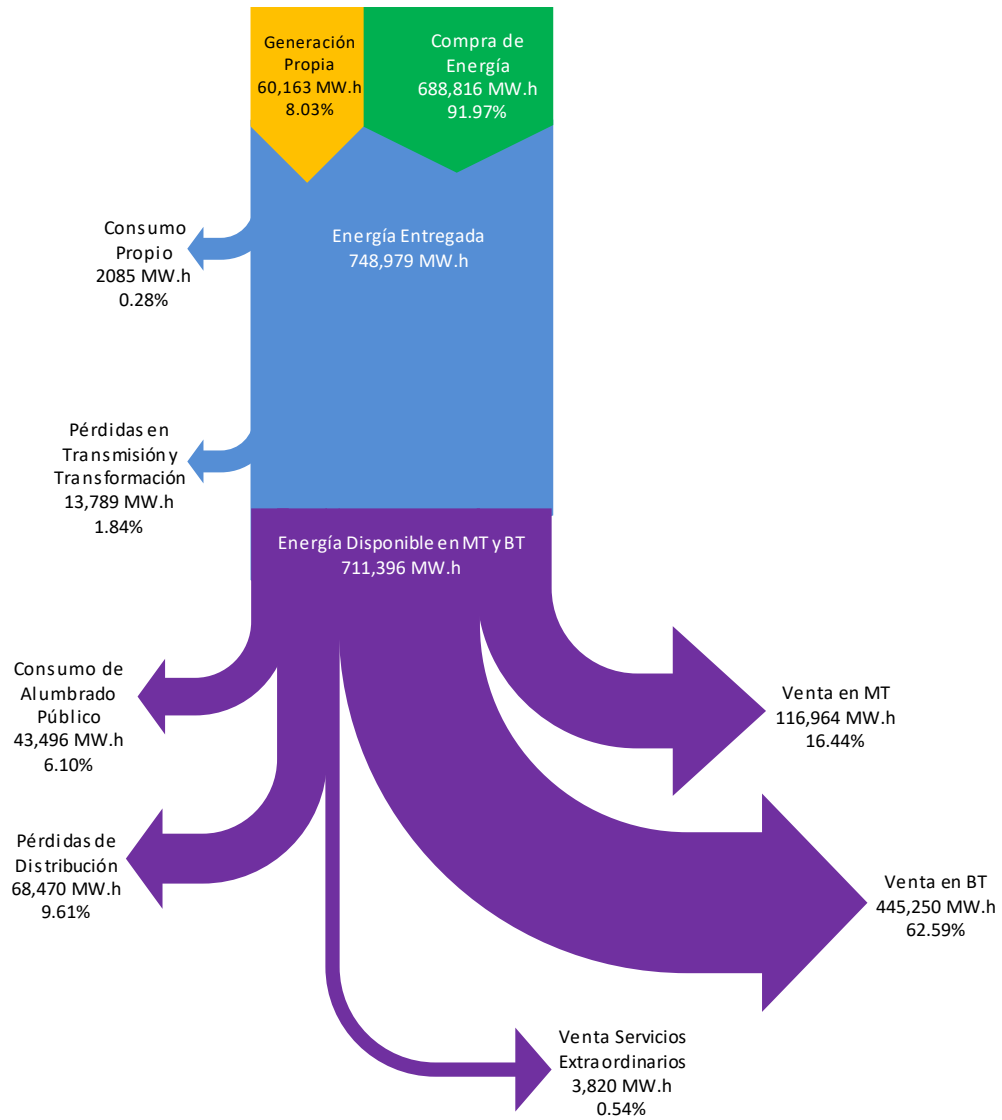 Generación
Propia
60,163 MW.h
8.03%
Compra de
Energía
688,816 MW.h
91.97%
Energía Entregada
748,979 MW.h
Consumo
Propio
2085 MW.h
0.28%
Pérdidas en
Transmisión y
Transformación
13,789 MW.h
1.84%
Energía Disponible en MT y BT
711,396 MW.h
Consumo de
Alumbrado
Público
43,496 MW.h
6.10%
Venta en MT
116,964 MW.h
16.44%
Pérdidas de
Distribución
68,470 MW.h
9.61%
Venta en BT
445,250 MW.h
62.59%
Venta Servicios
Extraordinarios
3,820 MW.h
0.54%